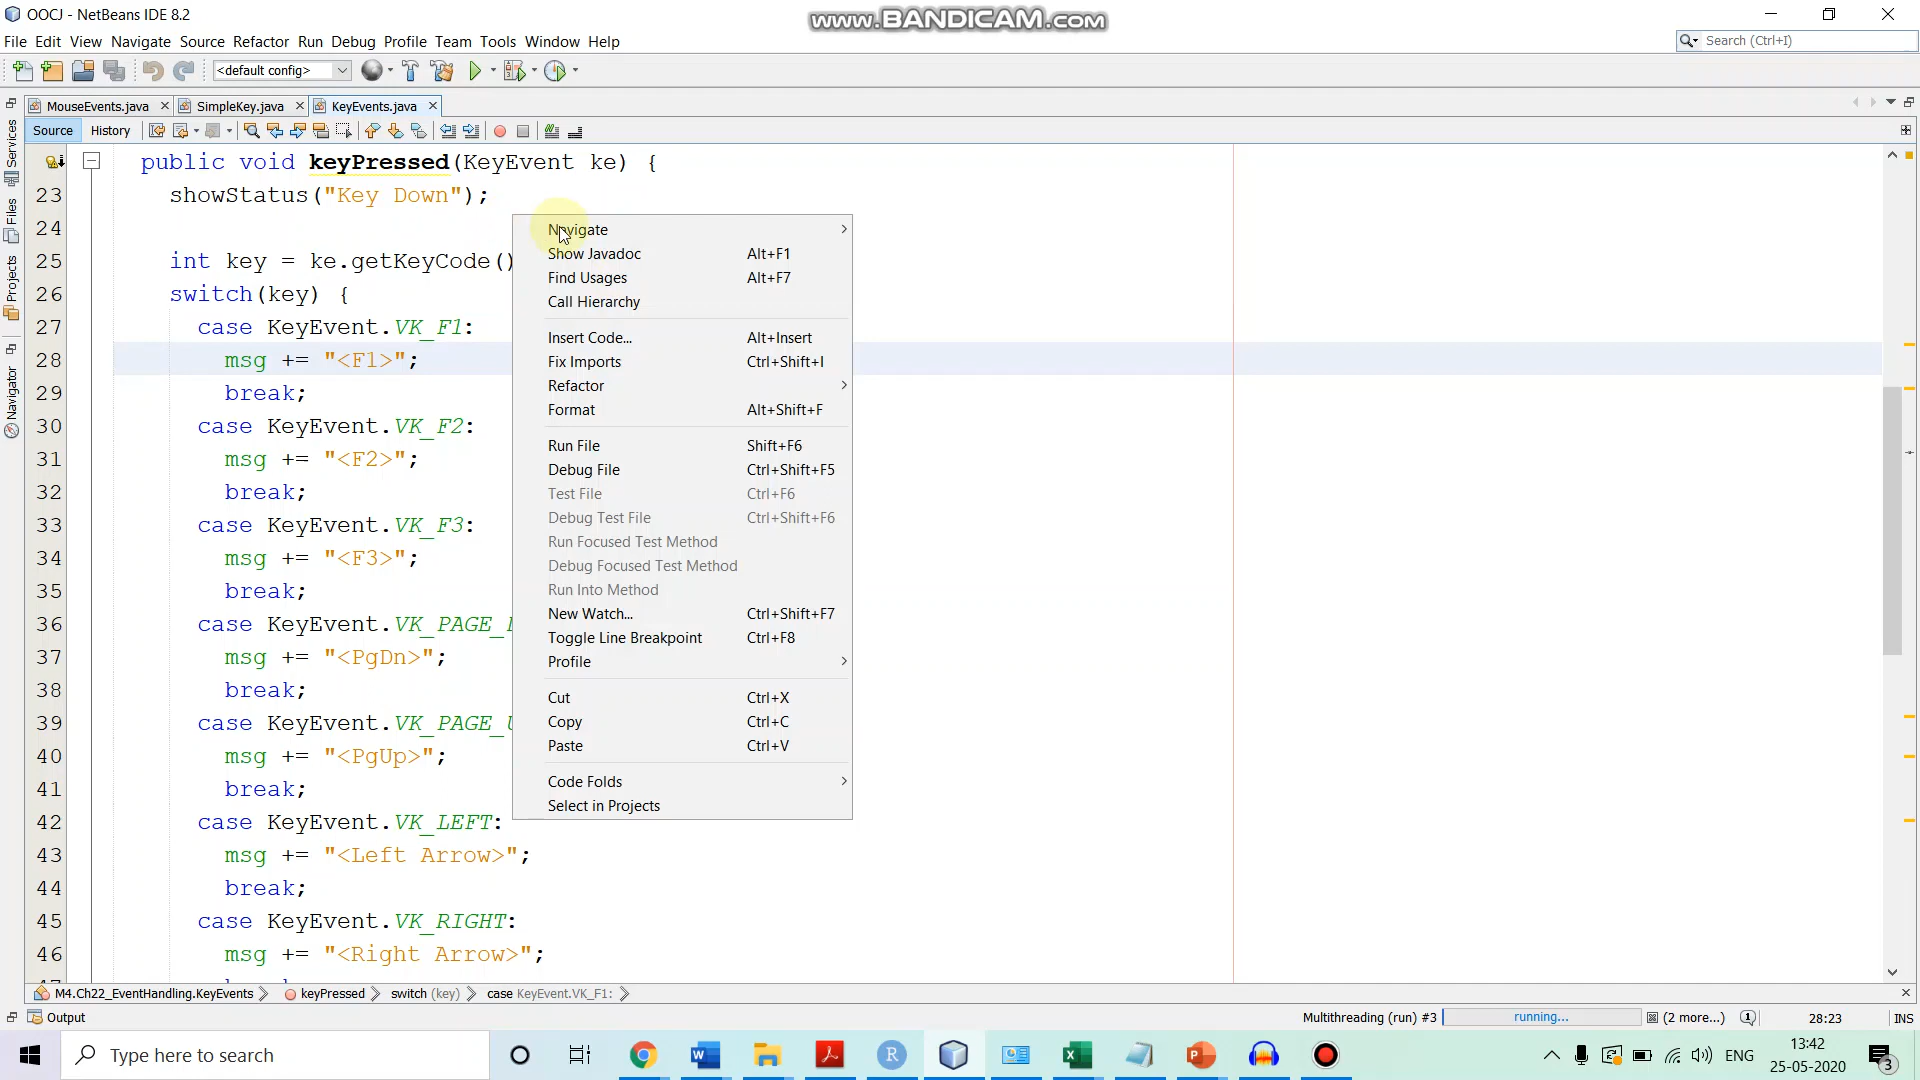 OOCJ - NetBeans IDE 8.2
www.BANDICAM.com
File Edit View Navigate Source Refactor Run Debug Profile Team Tools Window Help
Search (Ctrl+I)
<default config>
MouseEvents.java
SimpleKey.java
KeyEvents.java
Source
History
Services
Files
Projects
Navigator
public void keyPressed(KeyEvent ke) {
23 showStatus("Key Down");
24
25 int key = ke.getKeyCode()
26 switch(key) {
27 case KeyEvent.VK_F1:
28 msg += "<F1>";
29 break;
30 case KeyEvent.VK_F2:
31 msg += "<F2>";
32 break;
33 case KeyEvent.VK_F3:
34 msg += "<F3>";
35 break;
36 case KeyEvent.VK_PAGE_
37 msg += "<PgDn>";
38 break;
39 case KeyEvent.VK_PAGE_
40 msg += "<PgUp>";
41 break;
42 case KeyEvent.VK_LEFT:
43 msg += "<Left Arrow>";
44 break;
45 case KeyEvent.VK_RIGHT:
46 msg += "<Right Arrow>";
Navigate
Show Javadoc Alt+F1
Find Usages Alt+F7
Call Hierarchy
Insert Code... Alt+Insert
Fix Imports Ctrl+Shift+I
Refactor
Format Alt+Shift+F
Run File Shift+F6
Debug File Ctrl+Shift+F5
Test File Ctrl+F6
Debug Test File Ctrl+Shift+F6
Run Focused Test Method
Debug Focused Test Method
Run Into Method
New Watch... Ctrl+Shift+F7
Toggle Line Breakpoint Ctrl+F8
Profile
Cut Ctrl+X
Copy Ctrl+C
Paste Ctrl+V
Code Folds
Select in Projects
M4.Ch22_EventHandling.KeyEvents
keyPressed
switch (key)
case KeyEvent.VK_F1:
Output
Multithreading (run) #3
running...
(2 more...)
28:23
INS
Type here to search
ENG
13:42
25-05-2020
3